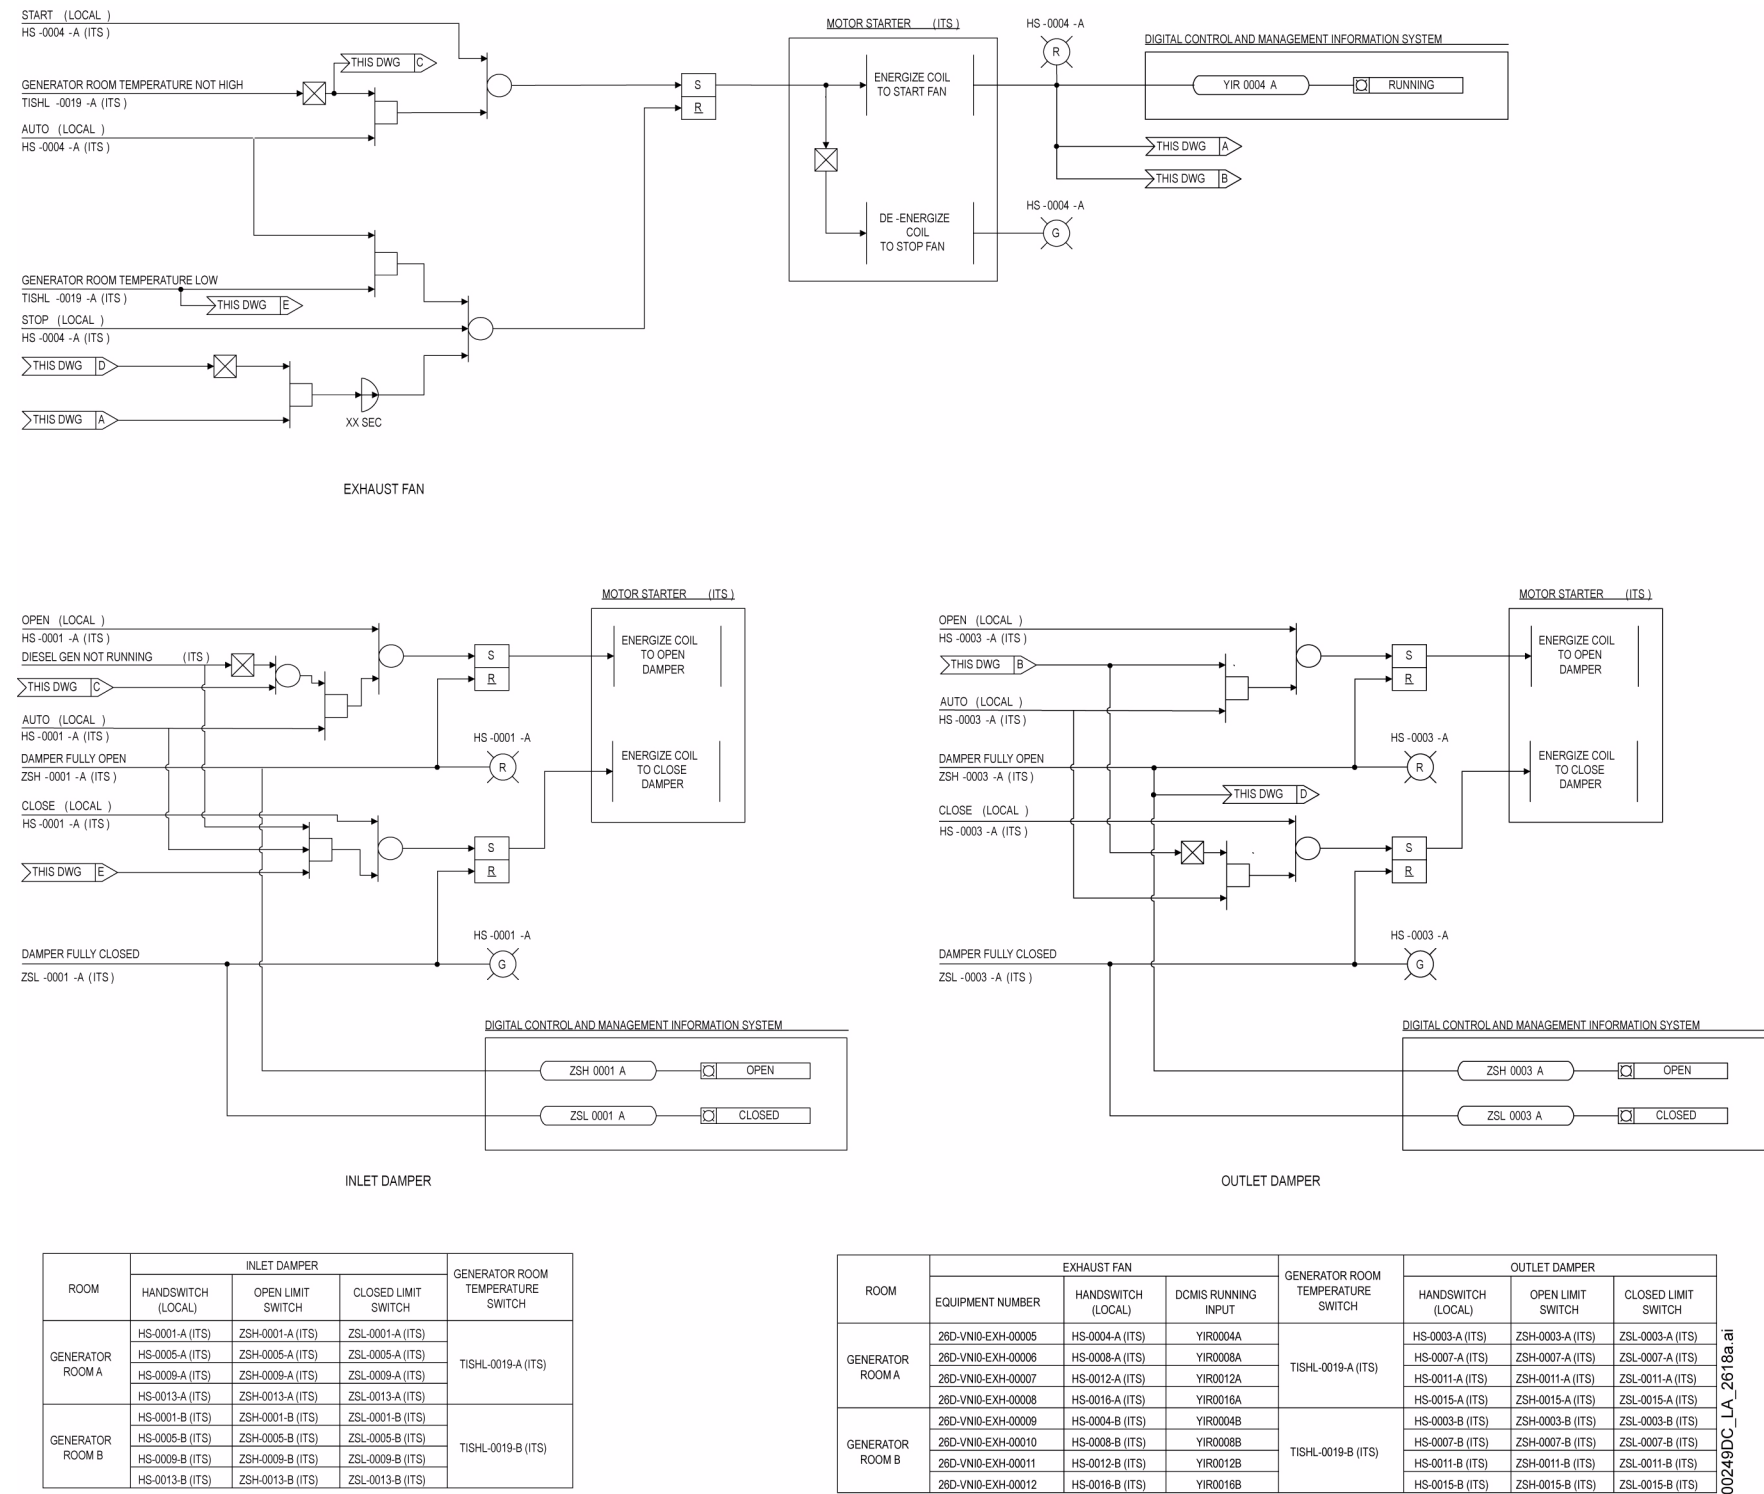 START (LOCAL )
HS -0004 -A (ITS )
GENERATOR ROOM TEMPERATURE NOT HIGH
TISHL -0019 -A (ITS )
AUTO (LOCAL )
HS -0004 -A (ITS )
THIS DWG C
S
R
MOTOR STARTER (ITS )
ENERGIZE COIL
TO START FAN
DE -ENERGIZE
COIL
TO STOP FAN
HS -0004 -A
R
HS -0004 -A
G
DIGITAL CONTROL AND MANAGEMENT INFORMATION SYSTEM
YIR 0004 A
RUNNING
THIS DWG A
THIS DWG B
GENERATOR ROOM TEMPERATURE LOW
TISHL -0019 -A (ITS )
THIS DWG E
STOP (LOCAL )
HS -0004 -A (ITS )
THIS DWG D
THIS DWG A
XX SEC
EXHAUST FAN
OPEN (LOCAL )
HS -0001 -A (ITS )
DIESEL GEN NOT RUNNING (ITS )
THIS DWG C
AUTO (LOCAL )
HS -0001 -A (ITS )
DAMPER FULLY OPEN
ZSH -0001 -A (ITS )
CLOSE (LOCAL )
HS -0001 -A (ITS )
THIS DWG E
DAMPER FULLY CLOSED
ZSL -0001 -A (ITS )
S
R
HS -0001 -A
R
S
R
HS -0001 -A
G
MOTOR STARTER (ITS )
ENERGIZE COIL
TO OPEN
DAMPER
ENERGIZE COIL
TO CLOSE
DAMPER
DIGITAL CONTROL AND MANAGEMENT INFORMATION SYSTEM
ZSH 0001 A
OPEN
ZSL 0001 A
CLOSED
INLET DAMPER
OPEN (LOCAL )
HS -0003 -A (ITS )
THIS DWG B
AUTO (LOCAL )
HS -0003 -A (ITS )
DAMPER FULLY OPEN
ZSH -0003 -A (ITS )
THIS DWG D
CLOSE (LOCAL )
HS -0003 -A (ITS )
DAMPER FULLY CLOSED
ZSL -0003 -A (ITS )
S
R
HS -0003 -A
R
S
R
HS -0003 -A
G
MOTOR STARTER (ITS )
ENERGIZE COIL
TO OPEN
DAMPER
ENERGIZE COIL
TO CLOSE
DAMPER
DIGITAL CONTROL AND MANAGEMENT INFORMATION SYSTEM
ZSH 0003 A
OPEN
ZSL 0003 A
CLOSED
OUTLET DAMPER
ROOM
INLET DAMPER
GENERATOR ROOM
TEMPERATURE
SWITCH
HANDSWITCH
(LOCAL)
OPEN LIMIT
SWITCH
CLOSED LIMIT
SWITCH
GENERATOR
ROOM A
HS-0001-A (ITS) ZSH-0001-A (ITS) ZSL-0001-A (ITS)
HS-0005-A (ITS) ZSH-0005-A (ITS) ZSL-0005-A (ITS)
HS-0009-A (ITS) ZSH-0009-A (ITS) ZSL-0009-A (ITS)
HS-0013-A (ITS) ZSH-0013-A (ITS) ZSL-0013-A (ITS)
TISHL-0019-A (ITS)
GENERATOR
ROOM B
HS-0001-B (ITS) ZSH-0001-B (ITS) ZSL-0001-B (ITS)
HS-0005-B (ITS) ZSH-0005-B (ITS) ZSL-0005-B (ITS)
HS-0009-B (ITS) ZSH-0009-B (ITS) ZSL-0009-B (ITS)
HS-0013-B (ITS) ZSH-0013-B (ITS) ZSL-0013-B (ITS)
TISHL-0019-B (ITS)
ROOM
EXHAUST FAN
GENERATOR ROOM
TEMPERATURE
SWITCH
OUTLET DAMPER
EQUIPMENT NUMBER
HANDSWITCH
(LOCAL)
DCMIS RUNNING
INPUT
HANDSWITCH
(LOCAL)
OPEN LIMIT
SWITCH
CLOSED LIMIT
SWITCH
GENERATOR
ROOM A
26D-VNI0-EXH-00005 HS-0004-A (ITS) YIR0004A HS-0003-A (ITS) ZSH-0003-A (ITS) ZSL-0003-A (ITS)
26D-VNI0-EXH-00006 HS-0008-A (ITS) YIR0008A HS-0007-A (ITS) ZSH-0007-A (ITS) ZSL-0007-A (ITS)
26D-VNI0-EXH-00007 HS-0012-A (ITS) YIR0012A HS-0011-A (ITS) ZSH-0011-A (ITS) ZSL-0011-A (ITS)
26D-VNI0-EXH-00008 HS-0016-A (ITS) YIR0016A HS-0015-A (ITS) ZSH-0015-A (ITS) ZSL-0015-A (ITS)
TISHL-0019-A (ITS)
GENERATOR
ROOM B
26D-VNI0-EXH-00009 HS-0004-B (ITS) YIR0004B HS-0003-B (ITS) ZSH-0003-B (ITS) ZSL-0003-B (ITS)
26D-VNI0-EXH-00010 HS-0008-B (ITS) YIR0008B HS-0007-B (ITS) ZSH-0007-B (ITS) ZSL-0007-B (ITS)
26D-VNI0-EXH-00011 HS-0012-B (ITS) YIR0012B HS-0011-B (ITS) ZSH-0011-B (ITS) ZSL-0011-B (ITS)
26D-VNI0-EXH-00012 HS-0016-B (ITS) YIR0016B HS-0015-B (ITS) ZSH-0015-B (ITS) ZSL-0015-B (ITS)
TISHL-0019-B (ITS)
00249DC_LA_2618a.ai